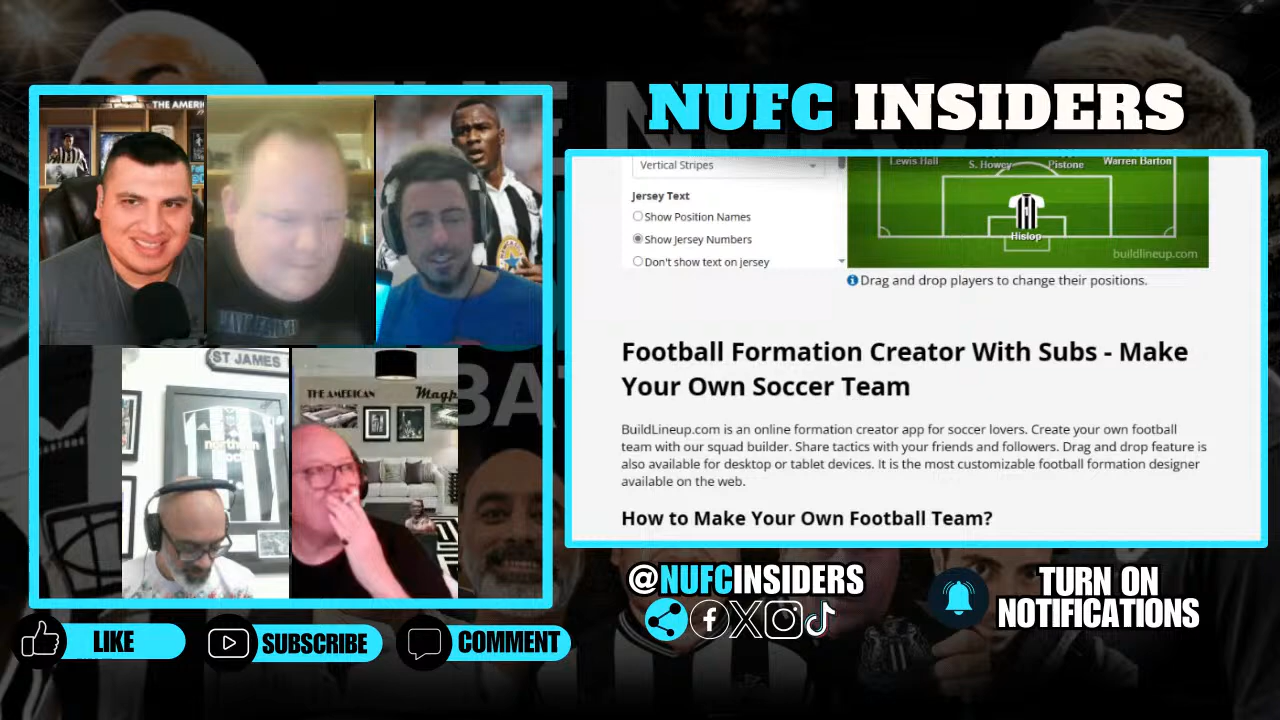 NUFC INSIDERS
THE AMERI
ST JAMES
northern
rock
THE AMERICAN
Magp
Vertical Stripes
Jersey Text
Show Position Names
Show Jersey Numbers
Don't show text on jersey
Lewis Hall
S. Howey
Pistone
Warren Barton
Hislop
buildlineup.com
Drag and drop players to change their positions.
Football Formation Creator With Subs - Make
Your Own Soccer Team
BuildLineup.com is an online formation creator app for soccer lovers. Create your own football
team with our squad builder. Share tactics with your friends and followers. Drag and drop feature is
also available for desktop or tablet devices. It is the most customizable football formation designer
available on the web.
How to Make Your Own Football Team?
@NUFCINSIDERS
TURN ON
NOTIFICATIONS
LIKE
SUBSCRIBE
COMMENT